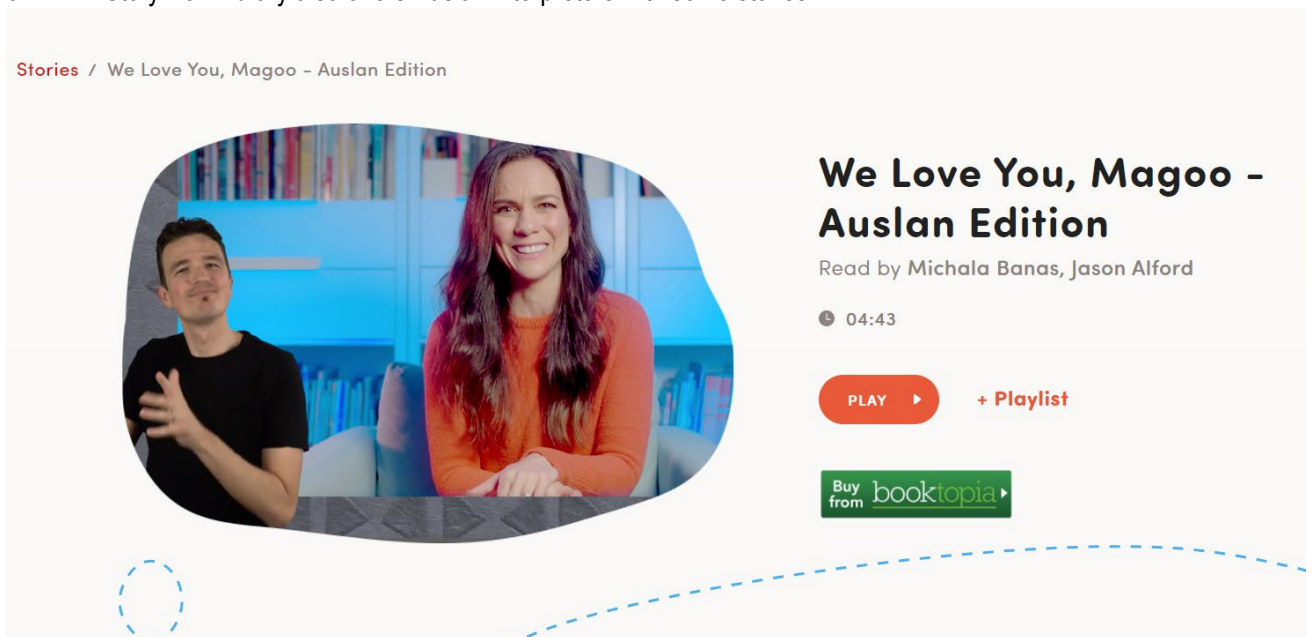 Stories / We Love You, Magoo – Auslan Edition
We Love You, Magoo –
Auslan Edition
Read by Michala Banas, Jason Alford
04:43
PLAY
+ Playlist
Buy
from booktopia